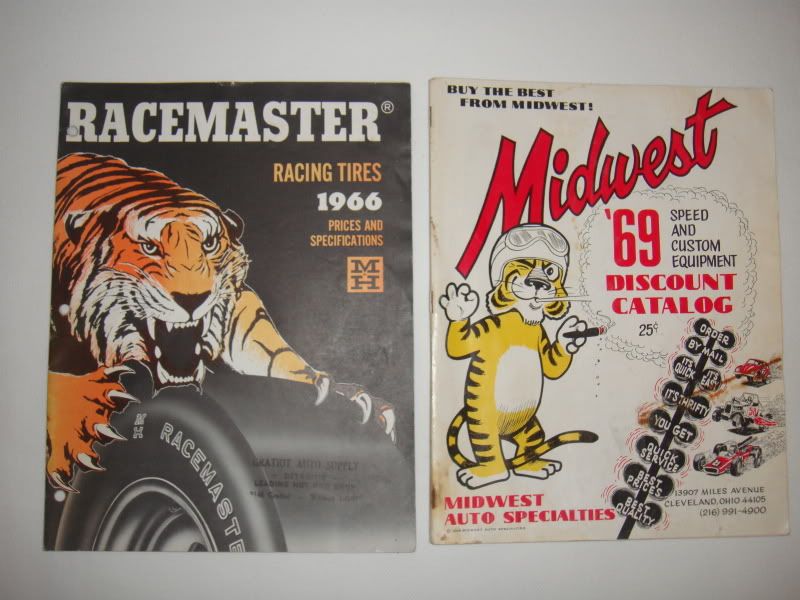 RACEMASTER®
RACING TIRES
1966
PRICES AND
SPECIFICATIONS
M
H
M
H
RACEMASTER
GRATIOT AUTO SUPPLY
- DETROIT -
BUY THE BEST
FROM MIDWEST!
Midwest
'69
SPEED
AND
CUSTOM
EQUIPMENT
DISCOUNT
CATALOG
25¢
ORDER
BY MAIL
IT'S QUICK
IT'S EASY
IT'S THRIFTY
YOU GET
QUICK
SERVICE
BEST
PRICES
BEST
QUALITY
MIDWEST
AUTO SPECIALTIES
13907 MILES AVENUE
CLEVELAND, OHIO 44105
(216) 991-4900